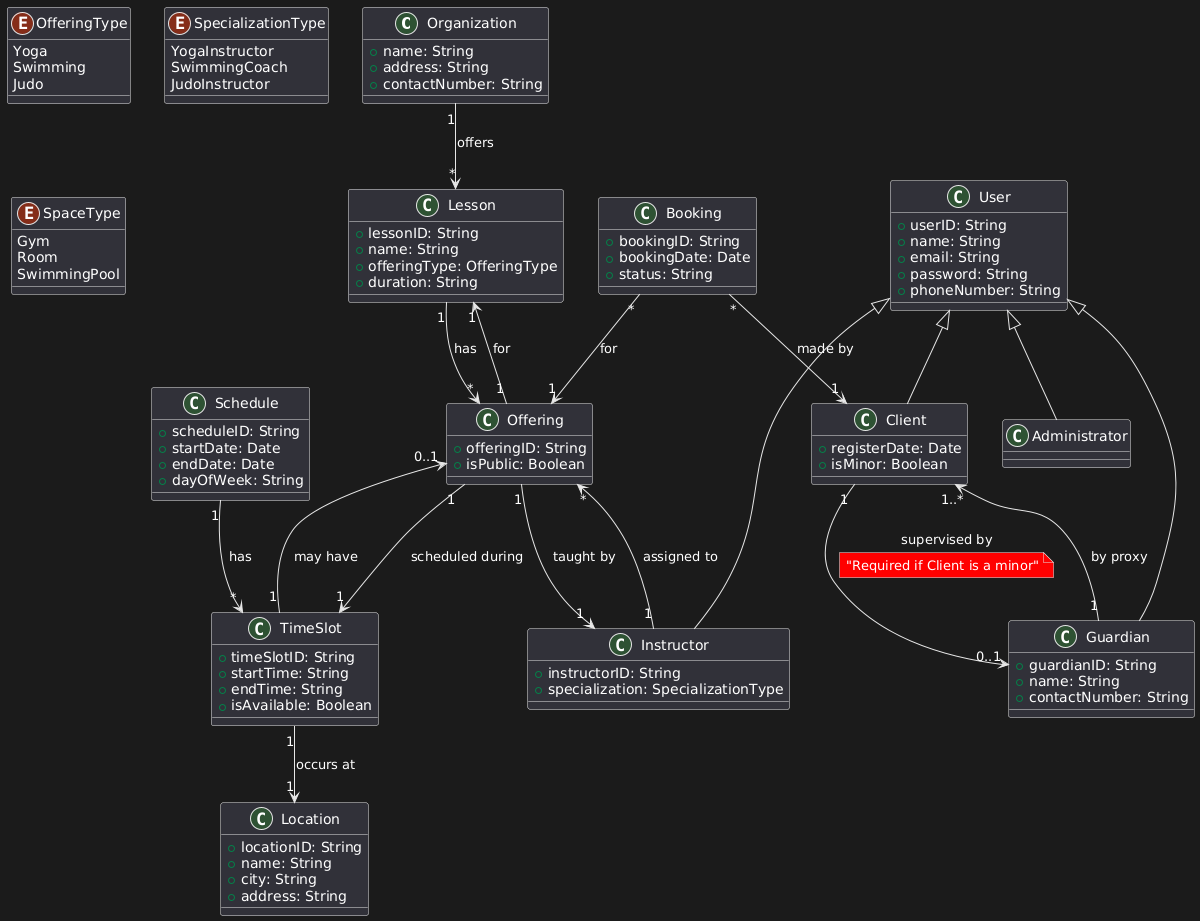 E OfferingType
Yoga
Swimming
Judo
E SpecializationType
YogaInstructor
SwimmingCoach
JudoInstructor
C Organization
name: String
address: String
contactNumber: String
1
offers
*
E SpaceType
Gym
Room
SwimmingPool
C Lesson
lessonID: String
name: String
offeringType: OfferingType
duration: String
C Booking
bookingID: String
bookingDate: Date
status: String
C User
userID: String
name: String
email: String
password: String
phoneNumber: String
1
has
*
1
for
1
*
for
1
*
made by
1
C Schedule
scheduleID: String
startDate: Date
endDate: Date
dayOfWeek: String
C Offering
offeringID: String
isPublic: Boolean
C Client
registerDate: Date
isMinor: Boolean
C Administrator
1
has
*
0..1
may have
1
1
scheduled during
1
1
taught by
1
*
assigned to
1
1
supervised by
"Required if Client is a minor"
0..1
1..*
by proxy
1
C TimeSlot
timeSlotID: String
startTime: String
endTime: String
isAvailable: Boolean
C Instructor
instructorID: String
specialization: SpecializationType
C Guardian
guardianID: String
name: String
contactNumber: String
1
occurs at
1
C Location
locationID: String
name: String
city: String
address: String